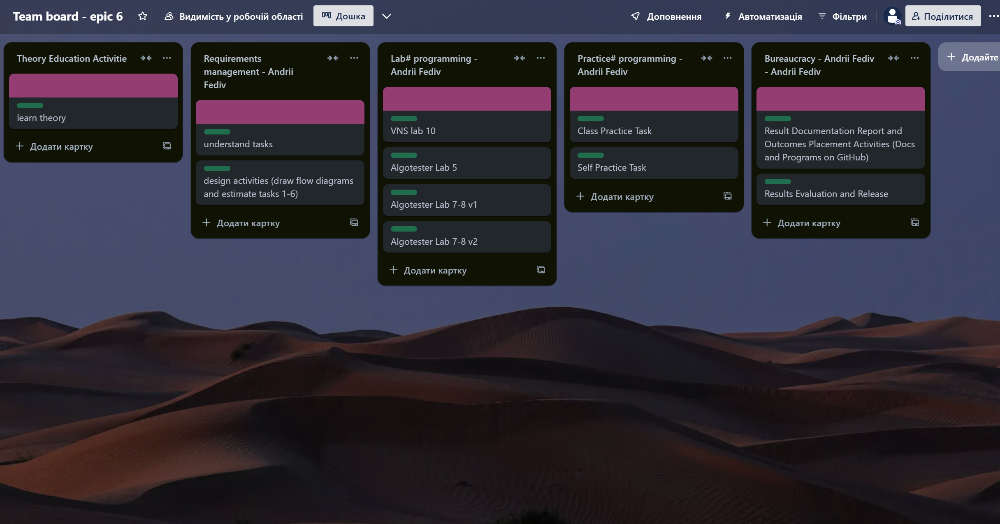 Team board - epic 6
Видимість у робочій області
Дошка
Доповнення
Автоматизація
Фільтри
Поділитися
Theory Education Activitie
learn theory
Додати картку
Requirements
management - Andrii
Fediv
understand tasks
design activities (draw flow diagrams
and estimate tasks 1-6)
Додати картку
Lab# programming -
Andrii Fediv
VNS lab 10
Algotester Lab 5
Algotester Lab 7-8 v1
Algotester Lab 7-8 v2
Додати картку
Practice# programming -
Andrii Fediv
Class Practice Task
Self Practice Task
Додати картку
Bureaucracy - Andrii Fediv
- Andrii Fediv
Result Documentation Report and
Outcomes Placement Activities (Docs
and Programs on GitHub)
Results Evaluation and Release
Додати картку
Додайте